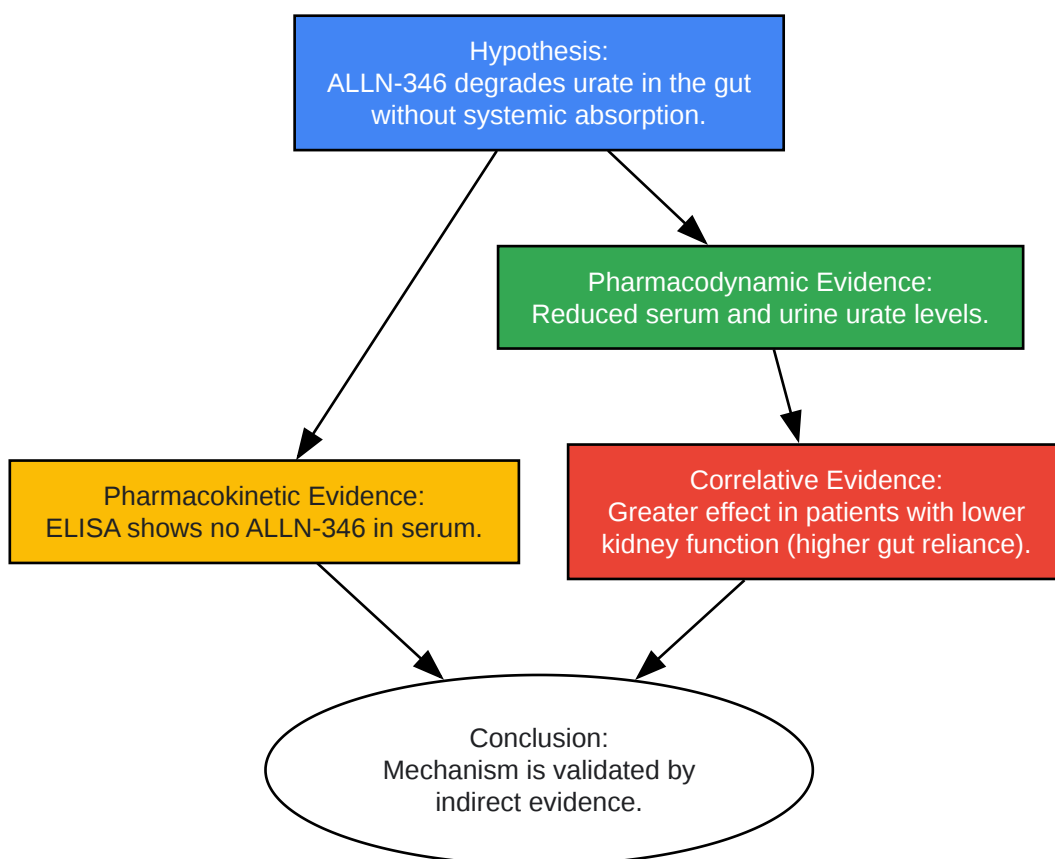 Hypothesis:
ALLN-346 degrades urate in the gut
without systemic absorption.
Pharmacodynamic Evidence:
Reduced serum and urine urate levels.
Pharmacokinetic Evidence:
ELISA shows no ALLN-346 in serum.
Correlative Evidence:
Greater effect in patients with lower
kidney function (higher gut reliance).
Conclusion:
Mechanism is validated by
indirect evidence.